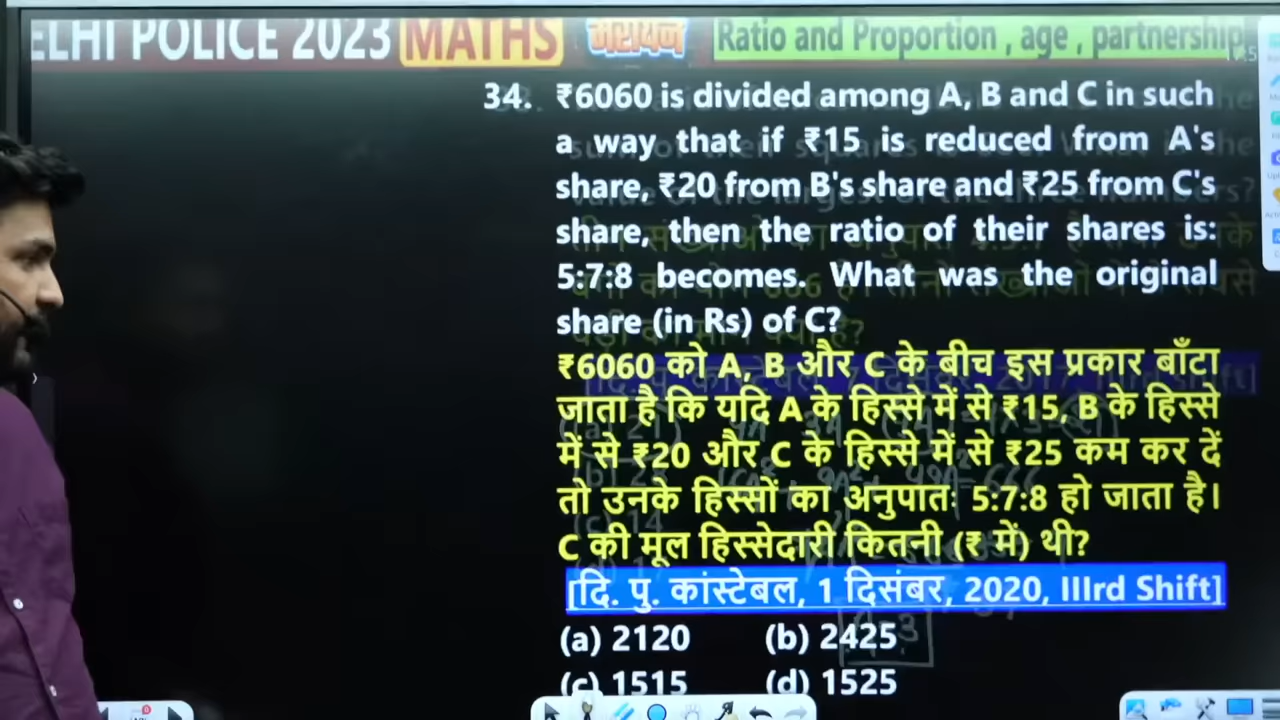 ELHI POLICE 2023 MATHS मैराथन Ratio and Proportion , age , partnership
34. ₹6060 is divided among A, B and C in such
a way that if ₹15 is reduced from A's
share, ₹20 from B's share and ₹25 from C's
share, then the ratio of their shares is:
5:7:8 becomes. What was the original
share (in Rs) of C?
₹6060 को A, B और C के बीच इस प्रकार बाँटा
जाता है कि यदि A के हिस्से में से ₹15, B के हिस्से
में से ₹20 और C के हिस्से में से ₹25 कम कर दें
तो उनके हिस्सों का अनुपातः 5:7:8 हो जाता है।
C की मूल हिस्सेदारी कितनी (₹ में) थी?
[दि. पु. कांस्टेबल, 1 दिसंबर, 2020, IIIrd Shift]
(a) 2120 (b) 2425
(c) 1515 (d) 1525